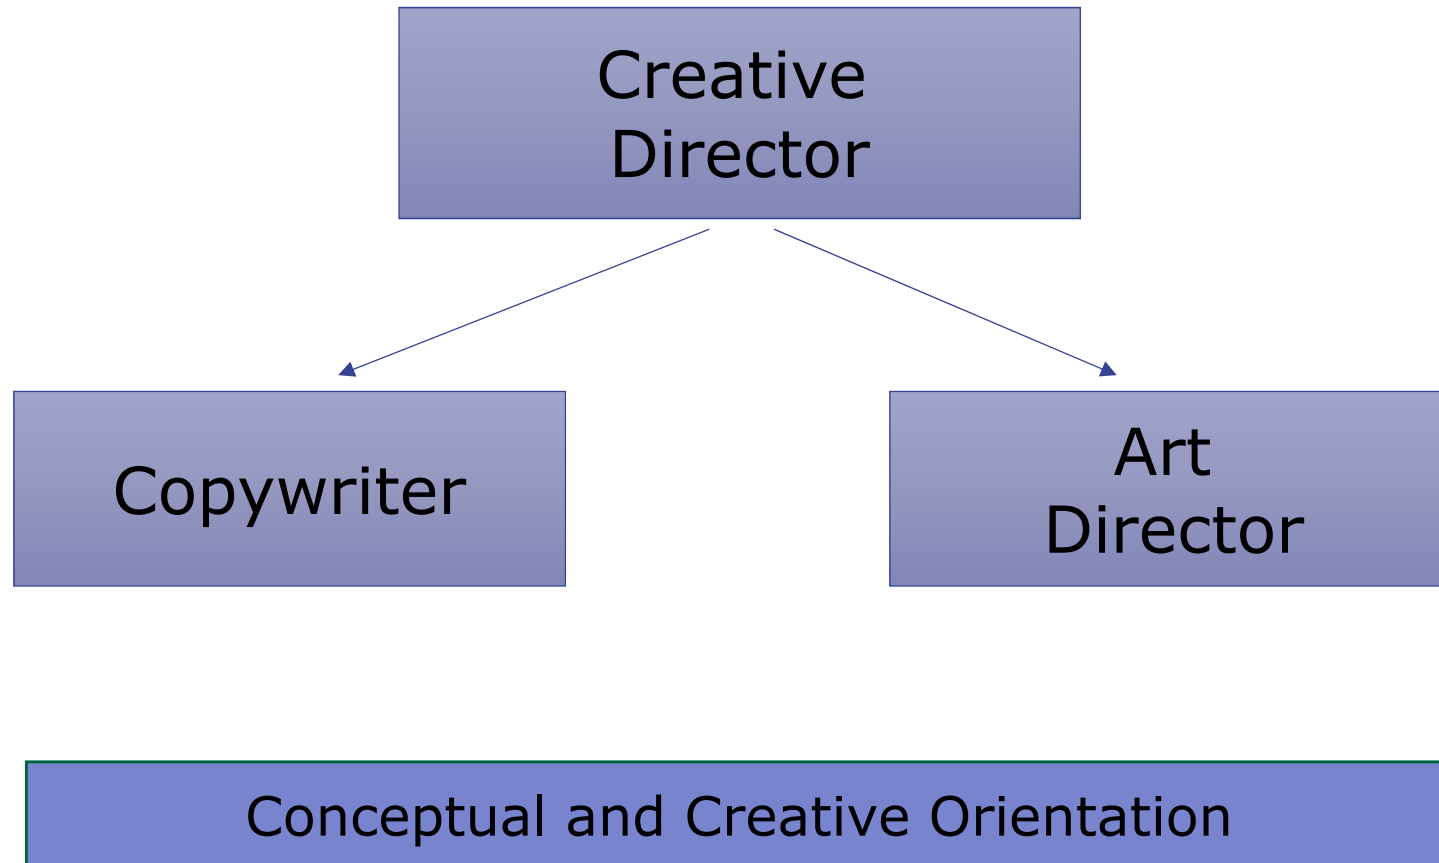 Creative
Director
Copywriter
Art
Director
Conceptual and Creative Orientation